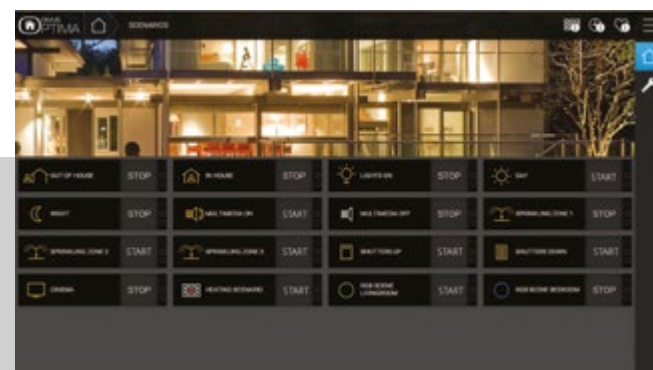 OPTIMA
SCENARIOS
OUT OF HOUSE STOP
IN HOUSE STOP
LIGHTS ON STOP
DAY START
NIGHT STOP
MULTIMEDIA ON START
MULTIMEDIA OFF STOP
SPRINKLING ZONE 1 STOP
SPRINKLING ZONE 2 START
SPRINKLING ZONE 3 START
SHUTTERS UP START
SHUTTERS DOWN START
CINEMA STOP
HEATING SCENARIO START
RGB SCENE
LIVINGROOM START
RGB SCENE BEDROOM STOP